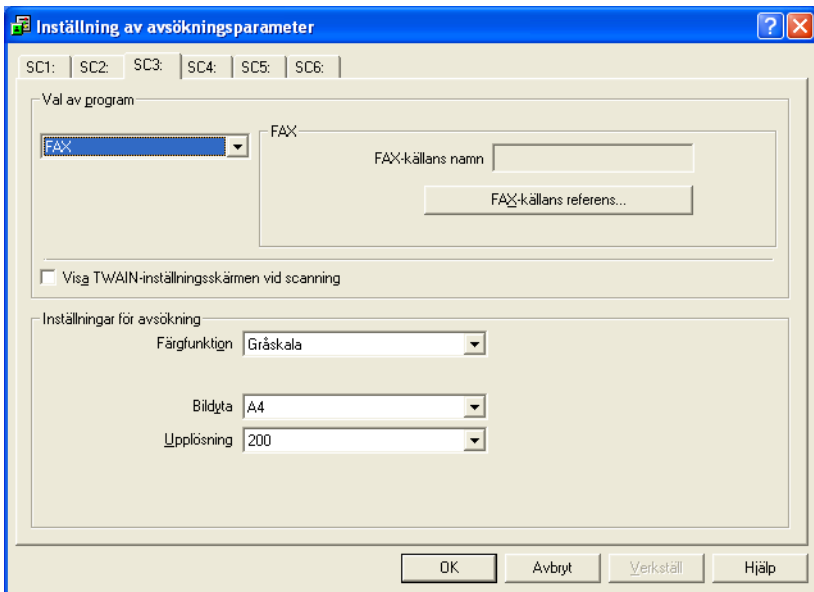 Inställning av avsökningsparameter
SC1: SC2: SC3: SC4: SC5: SC6:
Val av program
FAX
FAX
FAX-källans namn
FAX-källans referens...
Visa TWAIN-inställningsskärmen vid scanning
Inställningar för avsökning
Färgfunktion Gråskala
Bildyta A4
Upplösning 200
OK Avbryt Verkställ Hjälp